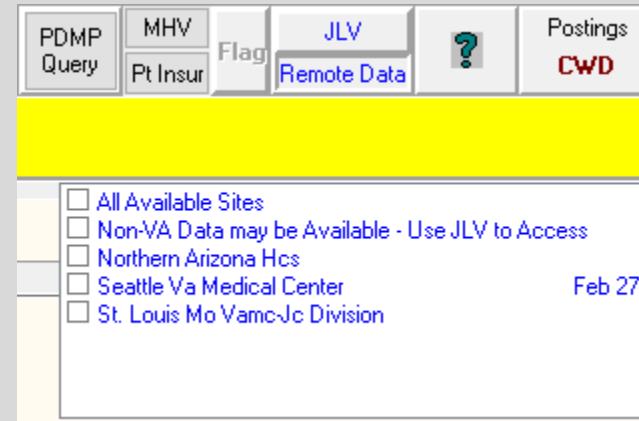 PDMP
Query
MHV
Pt Insur
Flag
JLV
Remote Data
?
Postings
CWD
All Available Sites
Non-VA Data may be Available - Use JLV to Access
Northern Arizona Hcs
Seattle Va Medical Center Feb 27
St. Louis Mo Vamc-Jc Division